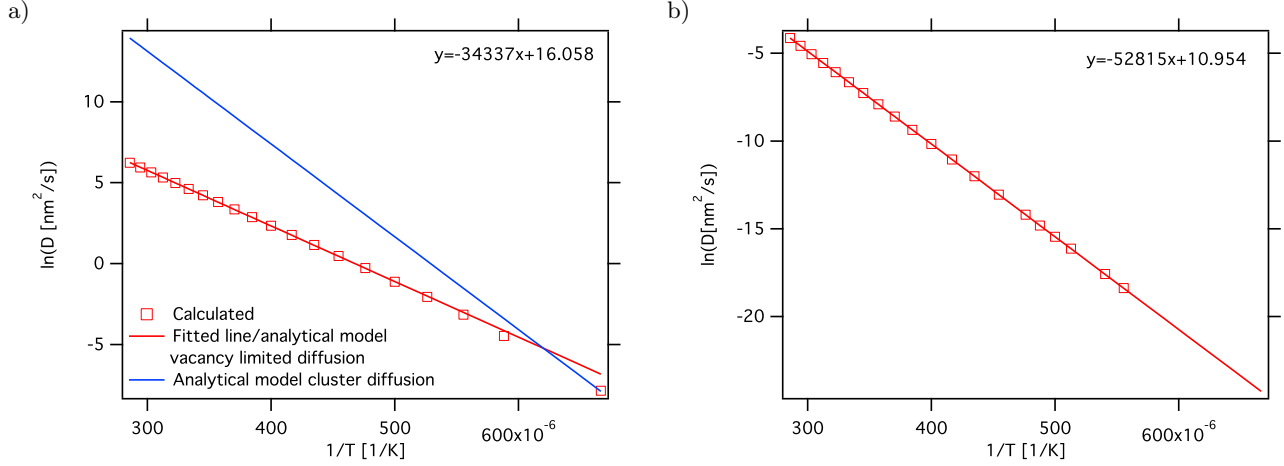 a)
y=-34337x+16.058
10
5
0
-5
ln(D [nm²/s])
Calculated
Fitted line/analytical model
vacancy limited diffusion
Analytical model cluster diffusion
300
400
500
600x10⁻⁶
1/T [1/K]
b)
y=-52815x+10.954
-5
-10
-15
-20
ln(D[nm²/s])
300
400
500
600x10⁻⁶
1/T [1/K]